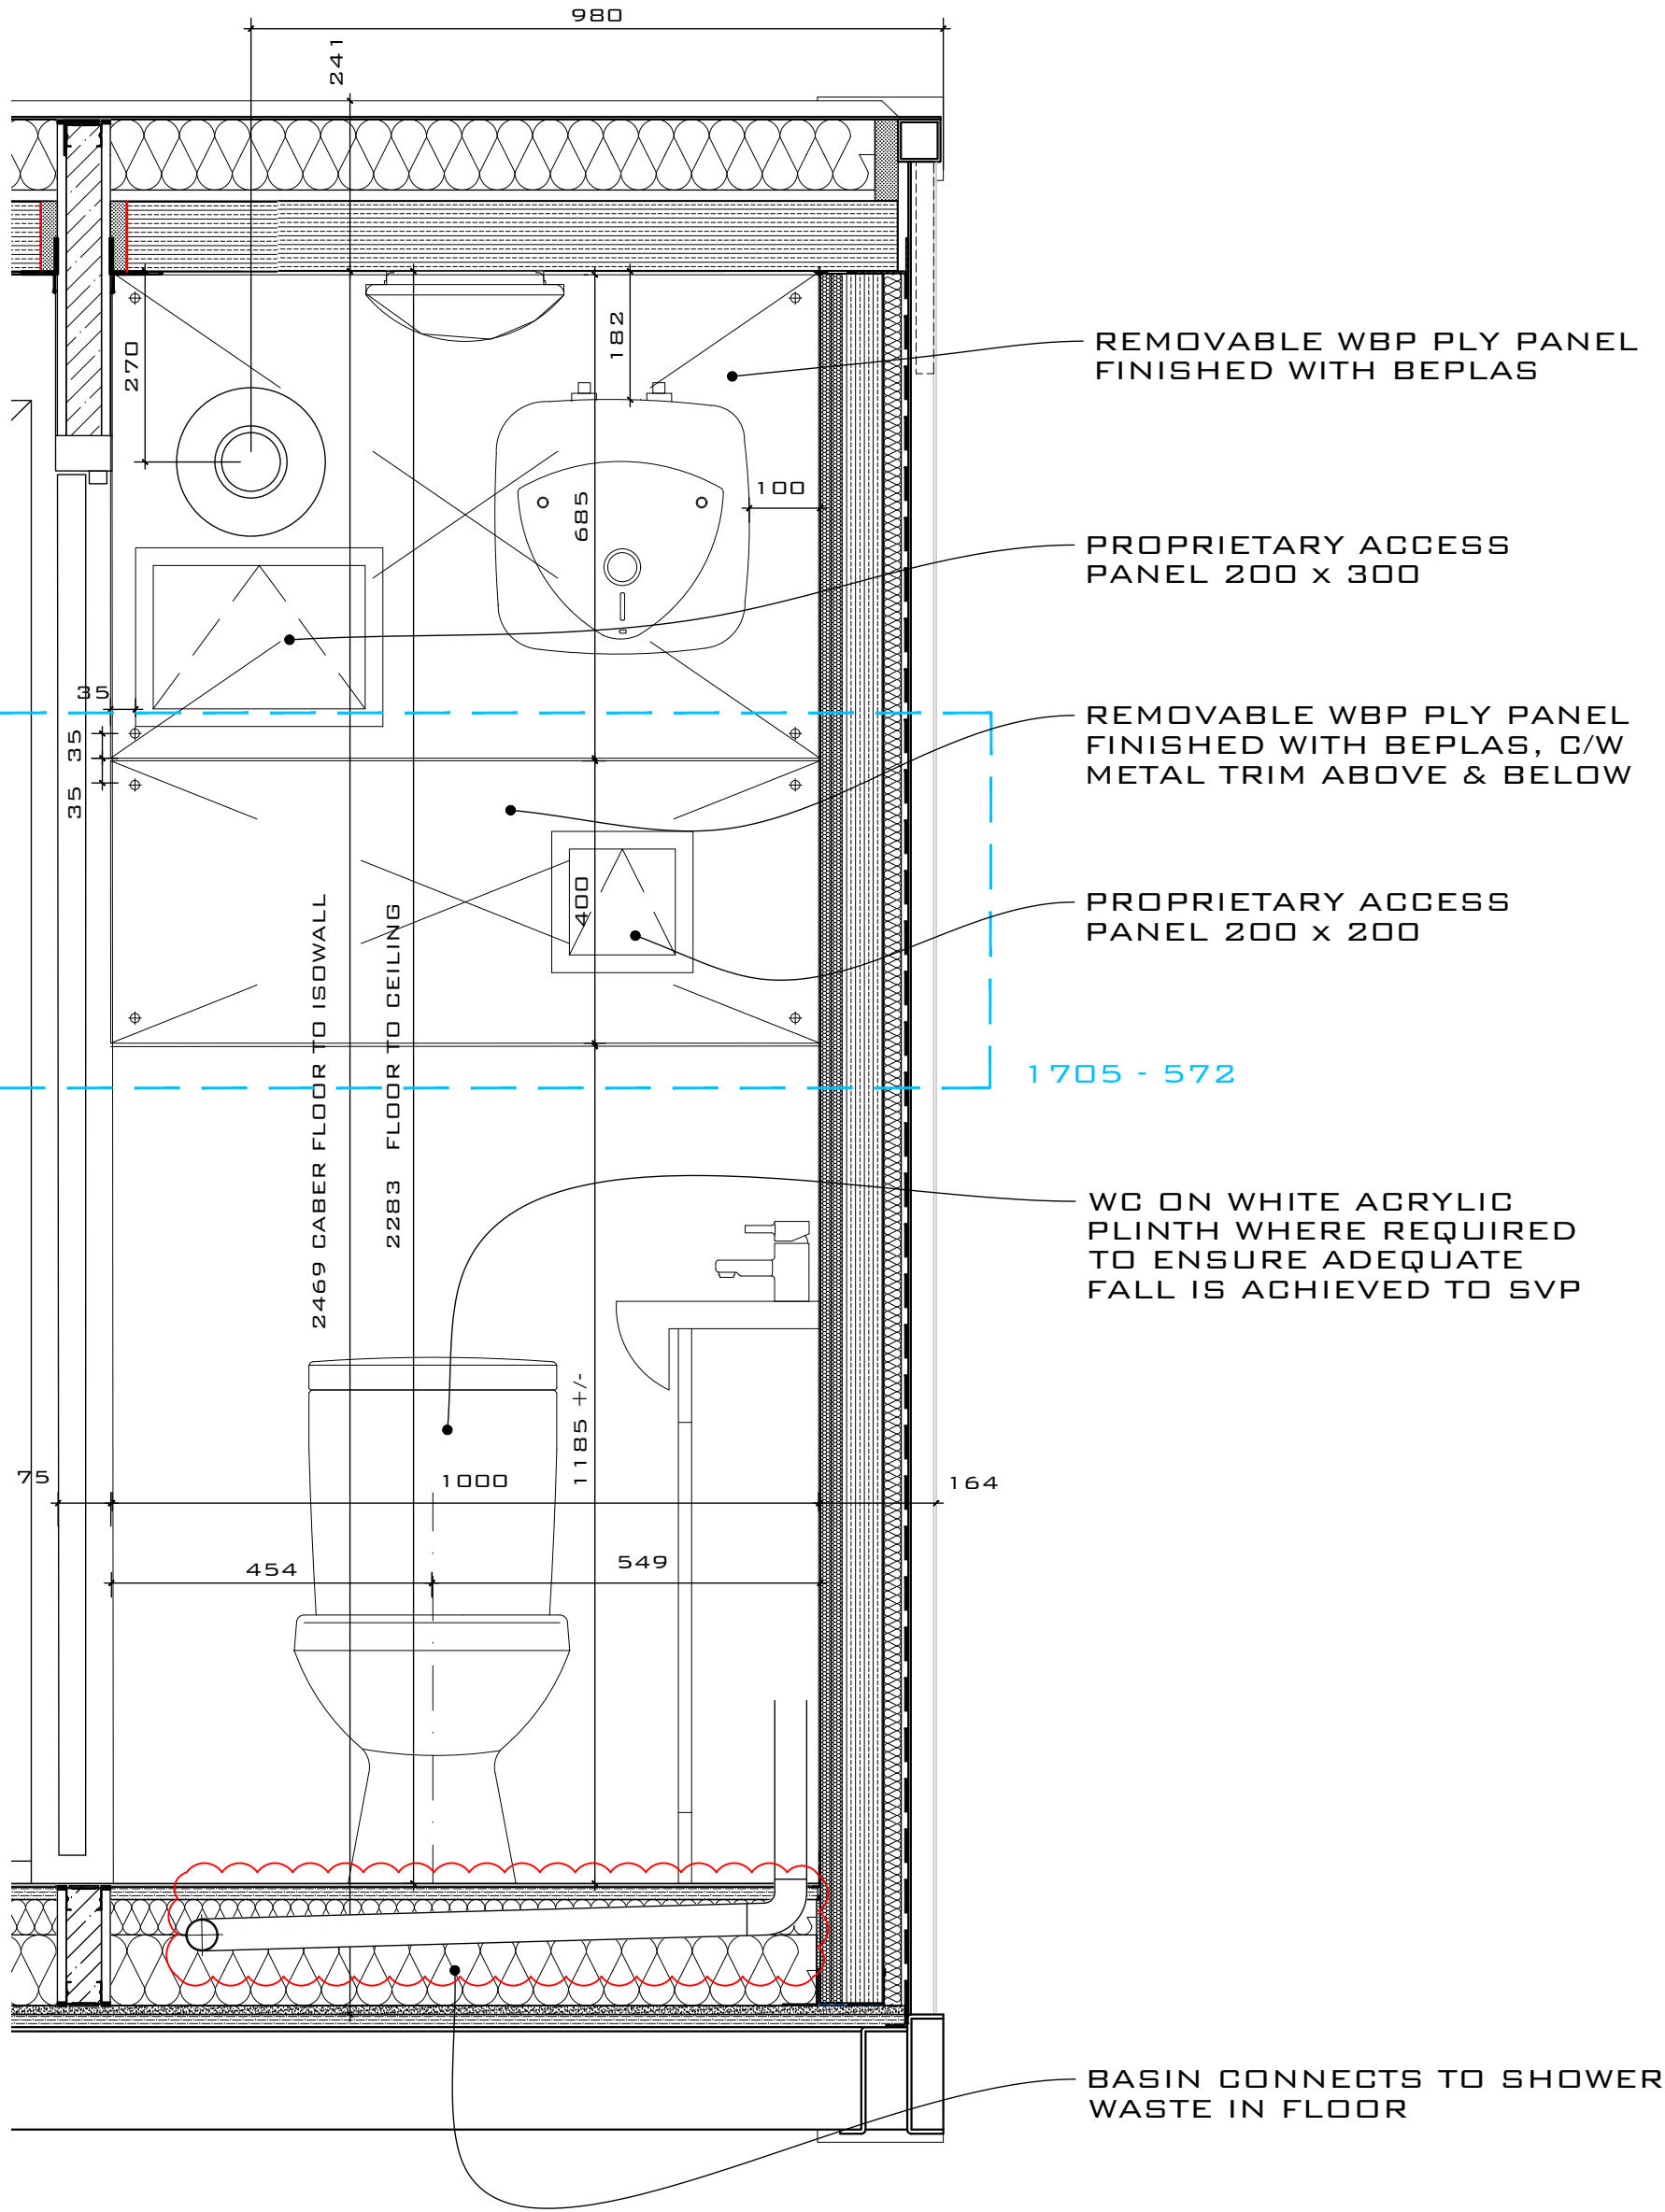 980
241
270
182
REMOVABLE WBP PLY PANEL
FINISHED WITH BEPLAS
685
100
PROPRIETARY ACCESS
PANEL 200 x 300
35
35
35
REMOVABLE WBP PLY PANEL
FINISHED WITH BEPLAS, C/W
METAL TRIM ABOVE & BELOW
400
PROPRIETARY ACCESS
PANEL 200 x 200
2469 CABER FLOOR TO ISOWALL
2283 FLOOR TO CEILING
1705 - 572
WC ON WHITE ACRYLIC
PLINTH WHERE REQUIRED
TO ENSURE ADEQUATE
FALL IS ACHIEVED TO SVP
1185 +/-
75
1000
164
454
549
BASIN CONNECTS TO SHOWER
WASTE IN FLOOR